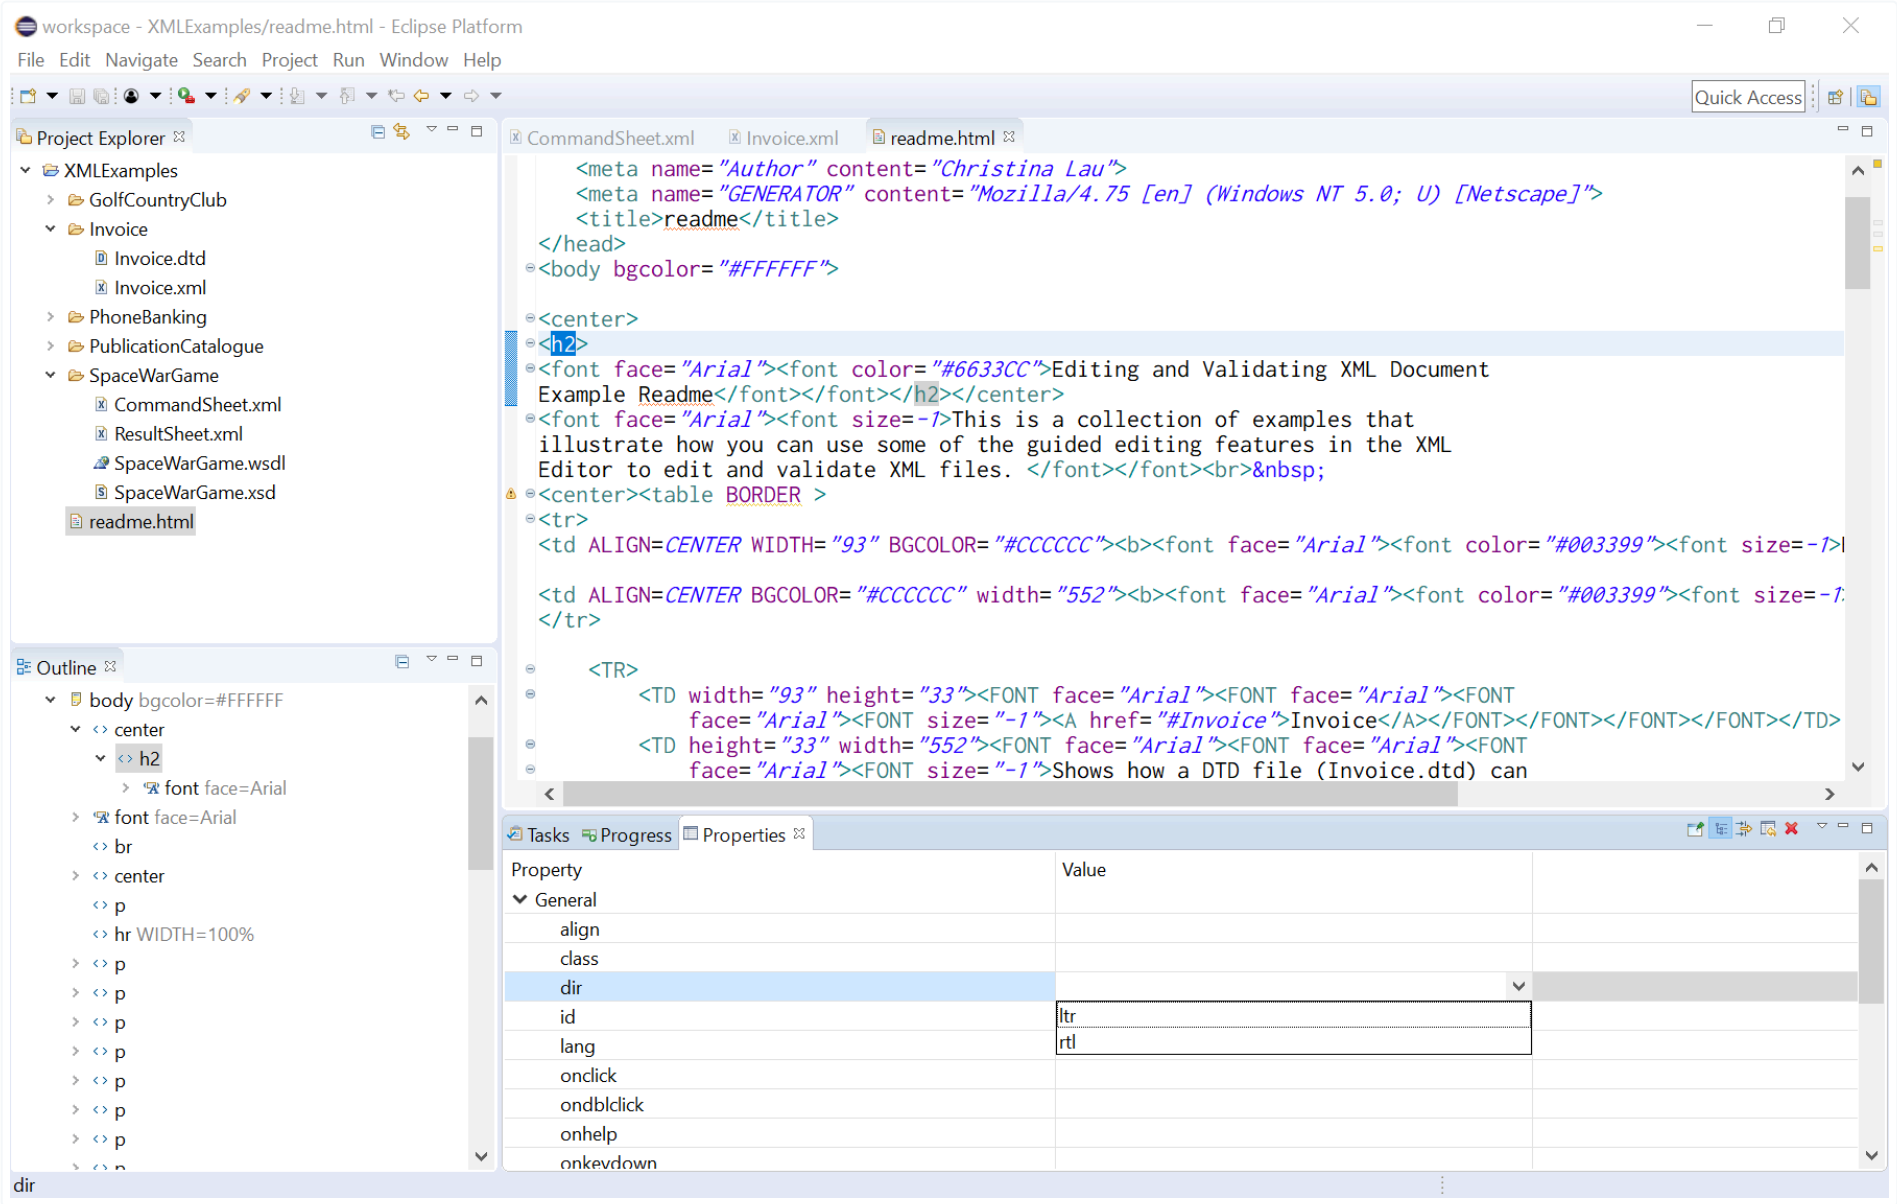 workspace - XMLExamples/readme.html - Eclipse Platform
File Edit Navigate Search Project Run Window Help
Quick Access
Project Explorer
XMLExamples
GolfCountryClub
Invoice
Invoice.dtd
Invoice.xml
PhoneBanking
PublicationCatalogue
SpaceWarGame
CommandSheet.xml
ResultSheet.xml
SpaceWarGame.wsdl
SpaceWarGame.xsd
readme.html
Outline
body bgcolor=#FFFFFF
center
h2
font face=Arial
font face=Arial
br
center
p
hr WIDTH=100%
p
p
p
p
p
p
p
p
CommandSheet.xml Invoice.xml readme.html
<meta name="Author" content="Christina Lau">
<meta name="GENERATOR" content="Mozilla/4.75 [en] (Windows NT 5.0; U) [Netscape]">
<title>readme</title>
</head>
<body bgcolor="#FFFFFF">
<center>
<h2>
<font face="Arial"><font color="#6633CC">Editing and Validating XML Document
Example Readme</font></font></h2></center>
<font face="Arial"><font size=-1>This is a collection of examples that
illustrate how you can use some of the guided editing features in the XML
Editor to edit and validate XML files. </font></font><br>&nbsp;
<center><table BORDER >
<tr>
<td ALIGN=CENTER WIDTH="93" BGCOLOR="#CCCCCC"><b><font face="Arial"><font color="#003399"><font size=-1>
<td ALIGN=CENTER BGCOLOR="#CCCCCC" width="552"><b><font face="Arial"><font color="#003399"><font size=-1>
</tr>
<TR>
<TD width="93" height="33"><FONT face="Arial"><FONT face="Arial"><FONT
face="Arial"><FONT size="-1"><A href="#Invoice">Invoice</A></FONT></FONT></FONT></FONT></TD>
<TD height="33" width="552"><FONT face="Arial"><FONT face="Arial"><FONT
face="Arial"><FONT size="-1">Shows how a DTD file (Invoice.dtd) can
Tasks Progress Properties
Property Value
General
align
class
dir
id
lang
onclick
ondblclick
onhelp
onkeydown
ltr
rtl
dir